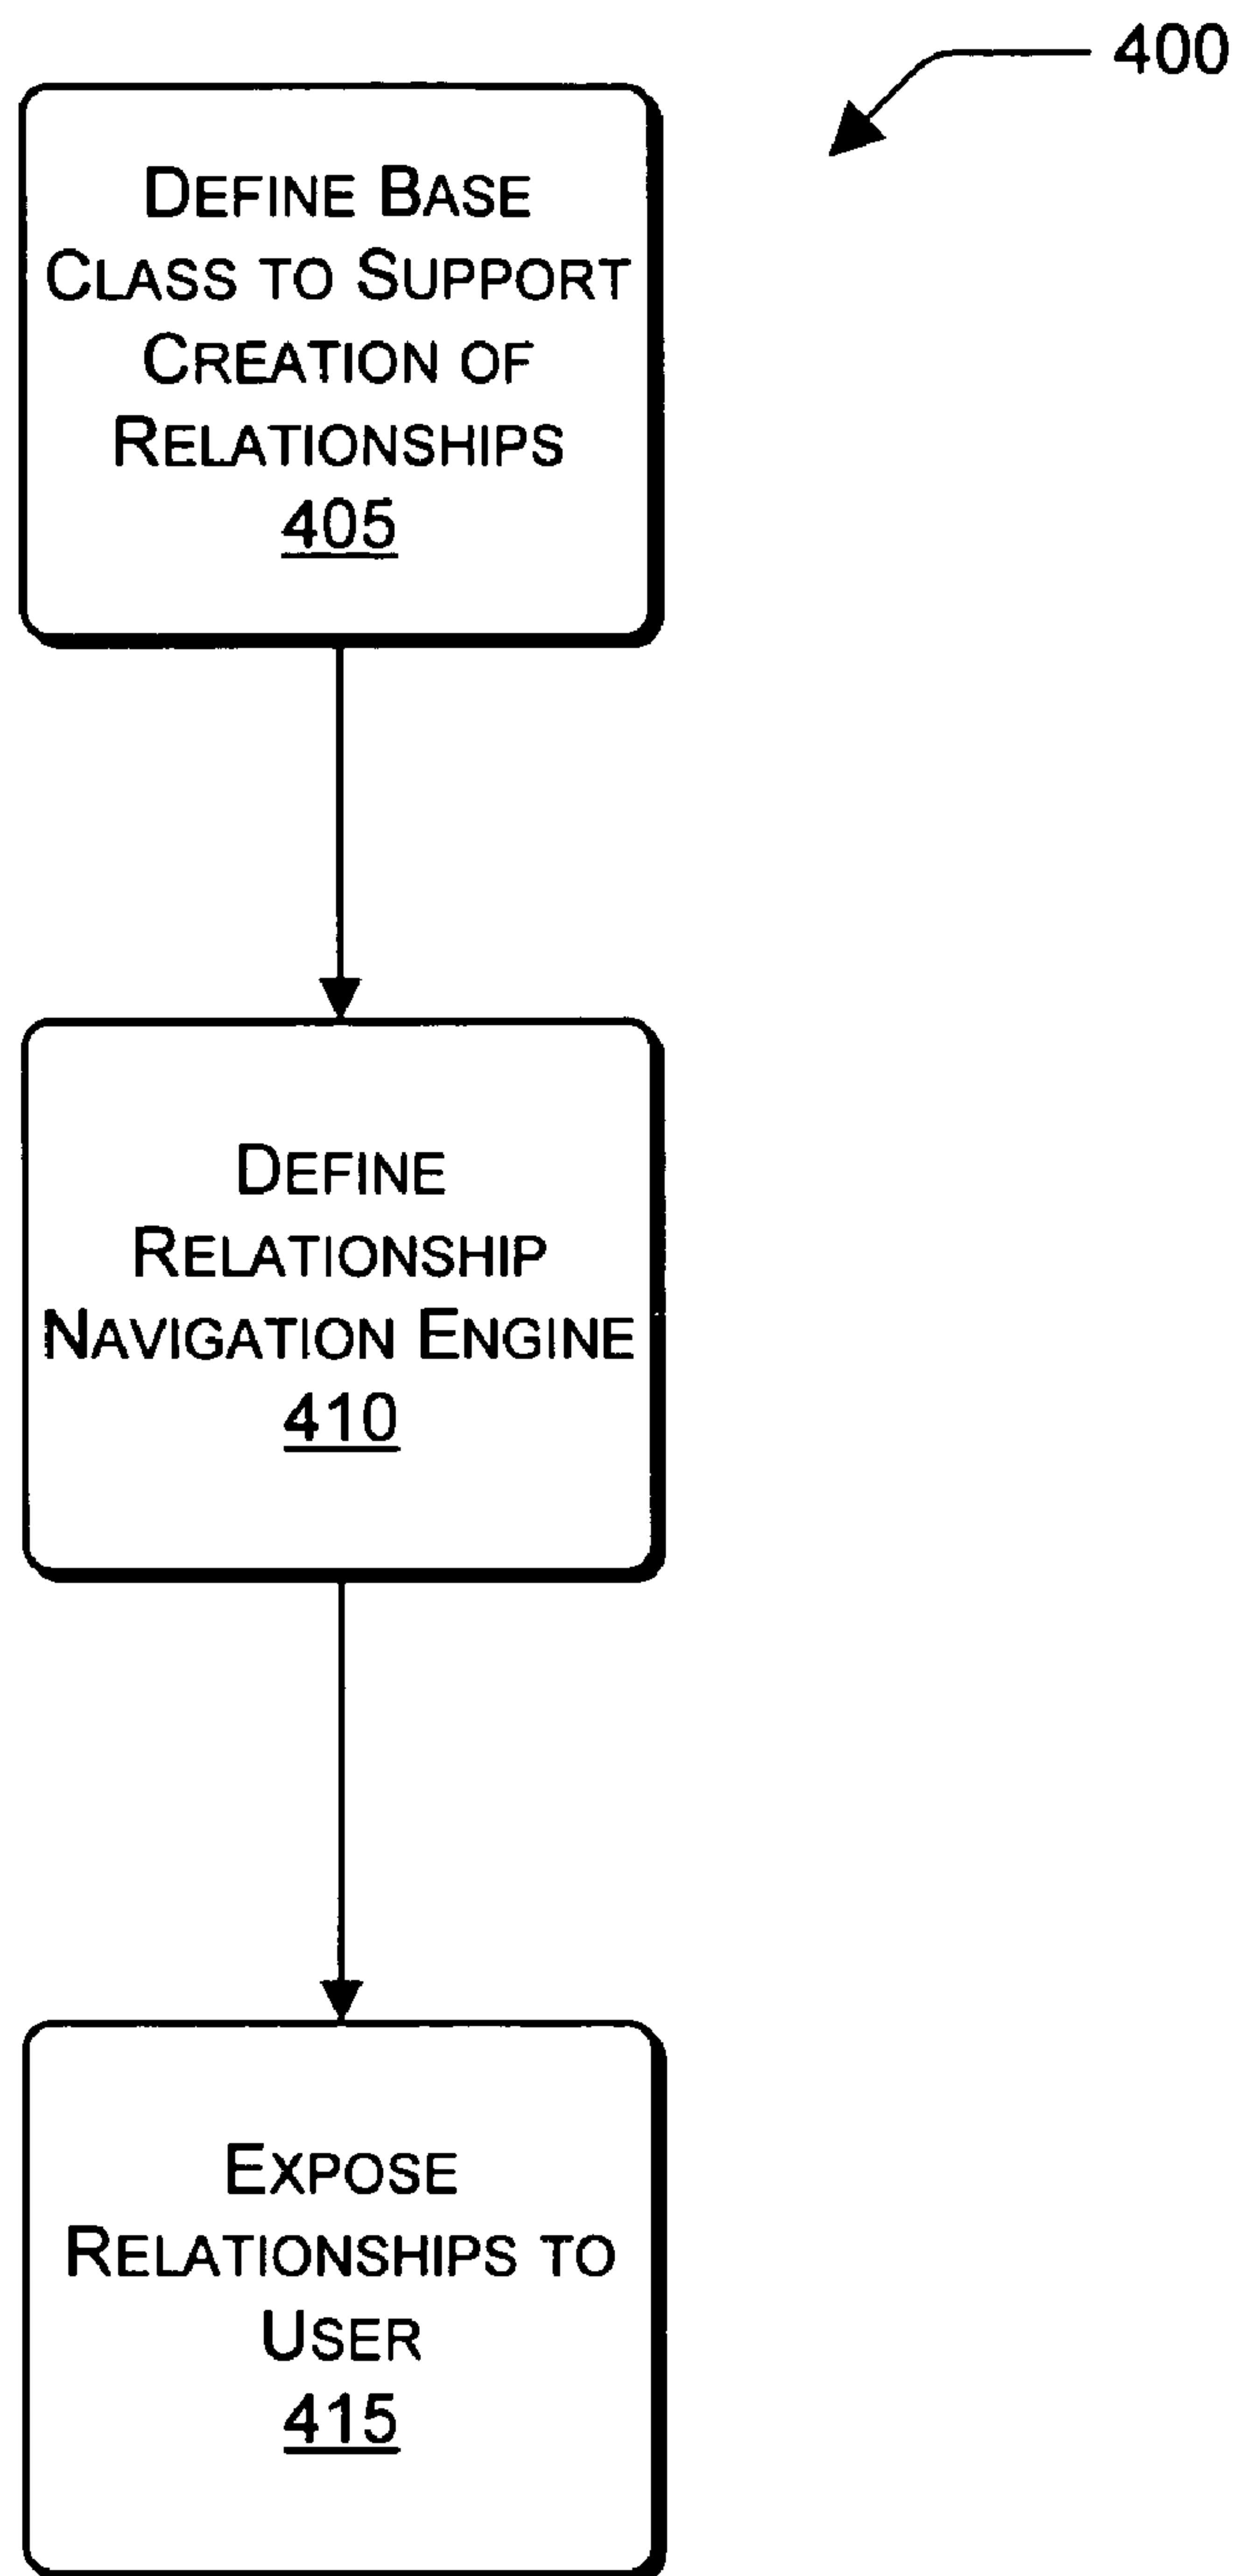 400
DEFINE BASE
CLASS TO SUPPORT
CREATION OF
RELATIONSHIPS
405
DEFINE
RELATIONSHIP
NAVIGATION ENGINE
410
EXPOSE
RELATIONSHIPS TO
USER
415